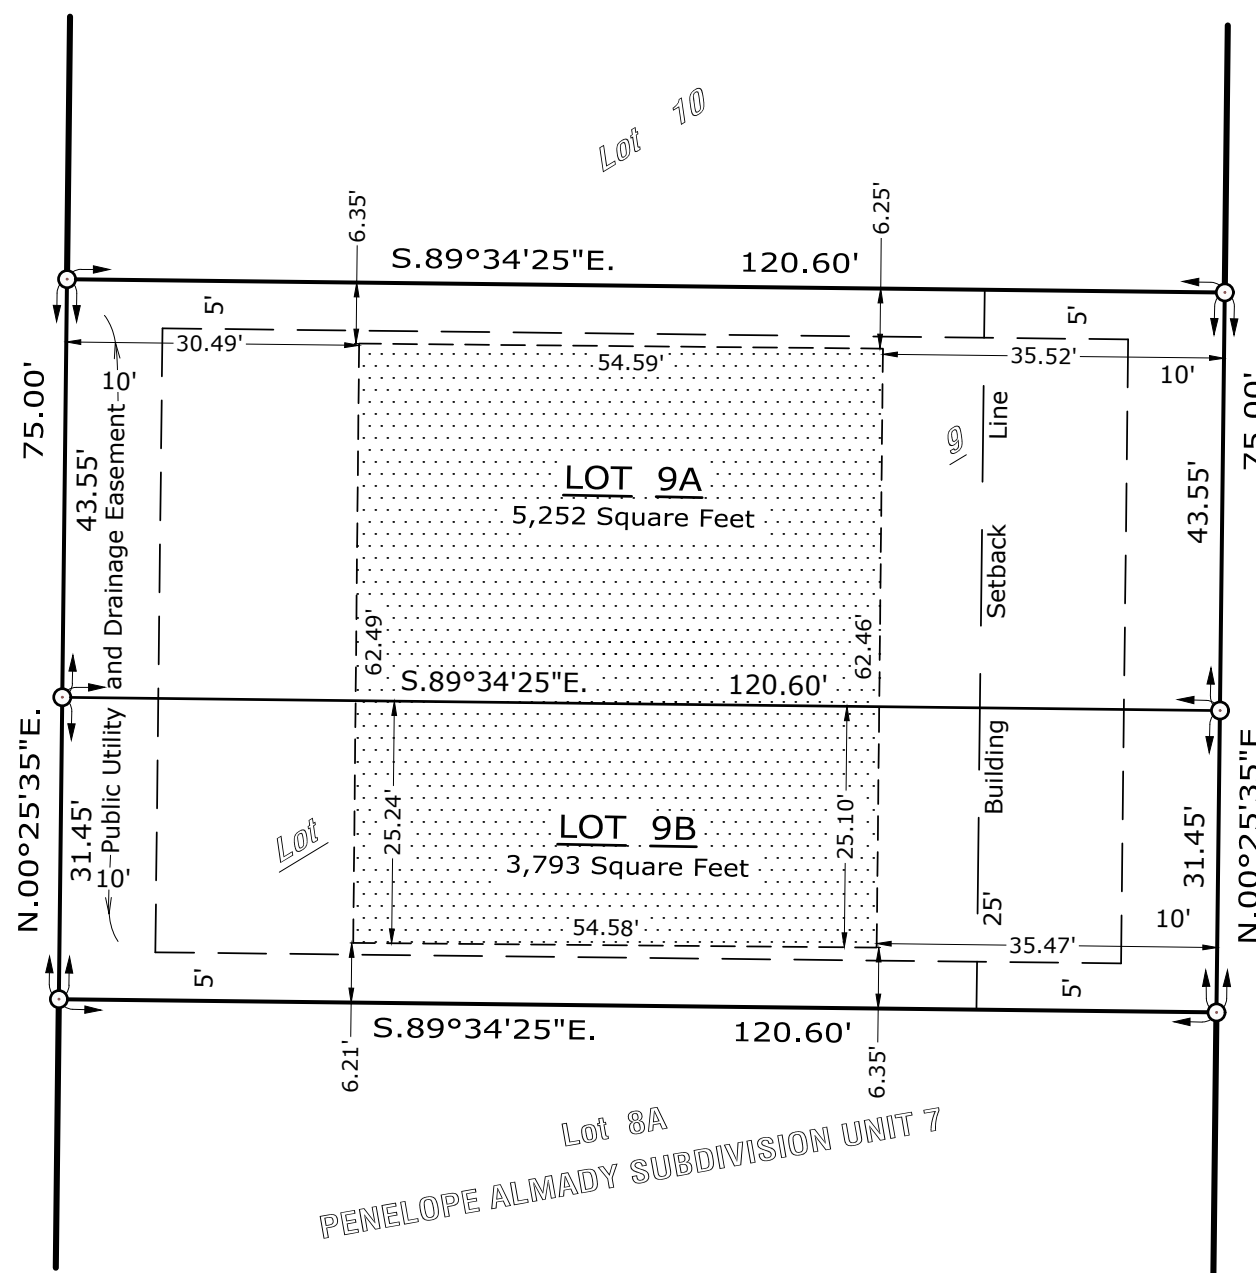 Lot 10
6.35'
6.25'
S.89°34'25"E. 120.60'
5'
5'
30.49'
54.59'
35.52'
10'
10'
75.00'
75.00'
43.55'
43.55'
9
LOT 9A
5,252 Square Feet
62.49'
62.46'
S.89°34'25"E. 120.60'
Public Utility and Drainage Easement
25' Building Setback Line
N.00°25'35"E.
N.00°25'35"E.
31.45'
31.45'
Lot
25.24'
25.10'
LOT 9B
3,793 Square Feet
10'
10'
54.58'
35.47'
5'
5'
S.89°34'25"E. 120.60'
6.21'
6.35'
Lot 8A
PENELOPE ALMADY SUBDIVISION UNIT 7